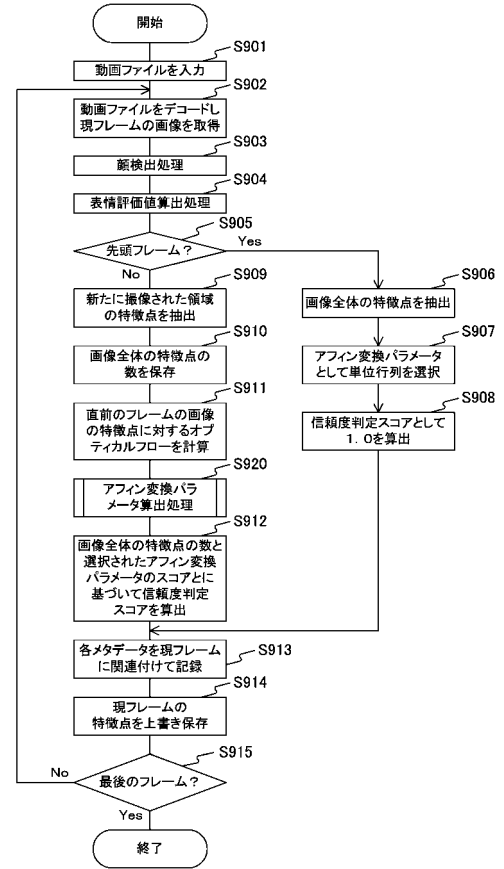 開始
S901
動画ファイルを入力
S902
動画ファイルをデコードし
現フレームの画像を取得
S903
顔検出処理
S904
表情評価値算出処理
S905
先頭フレーム？
Yes
No
S906
画像全体の特徴点を抽出
S907
アフィン変換パラメータ
として単位行列を選択
S908
信頼度判定スコアとして
1．0を算出
S909
新たに撮像された領域
の特徴点を抽出
S910
画像全体の特徴点の
数を保存
S911
直前のフレームの画像
の特徴点に対するオプ
ティカルフローを計算
S920
アフィン変換パラ
メータ算出処理
S912
画像全体の特徴点の数と
選択されたアフィン変換
パラメータのスコアとに
基づいて信頼度判定
スコアを算出
S913
各メタデータを現フレーム
に関連付けて記録
S914
現フレームの
特徴点を上書き保存
S915
最後のフレーム？
No
Yes
終了